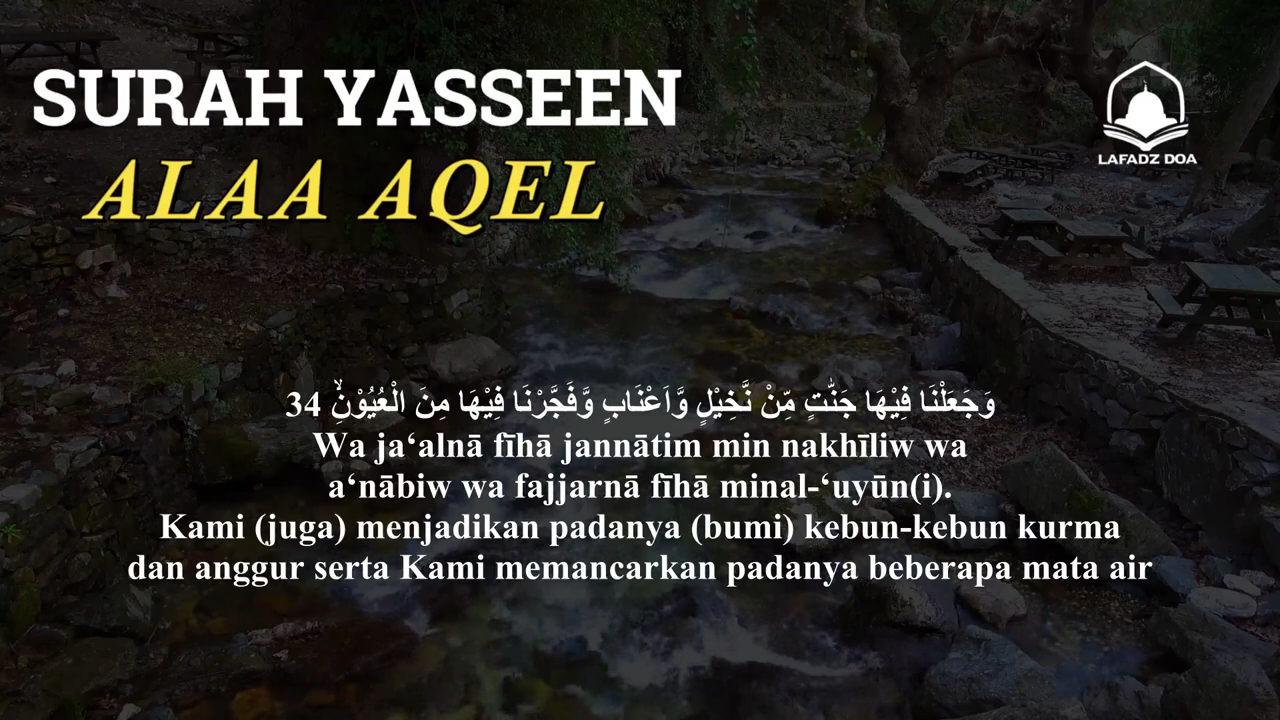 SURAH YASSEEN
ALAA AQEL
LAFADZ DOA
وَجَعَلْنَا فِيْهَا جَنّٰتٍ مِّنْ نَّخِيْلٍ وَّاَعْنَابٍ وَّفَجَّرْنَا فِيْهَا مِنَ الْعُيُوْنِۙ 34
Wa ja‘alnā fīhā jannātim min nakhīliw wa
a‘nābiw wa fajjarnā fīhā minal-‘uyūn(i).
Kami (juga) menjadikan padanya (bumi) kebun-kebun kurma
dan anggur serta Kami memancarkan padanya beberapa mata air